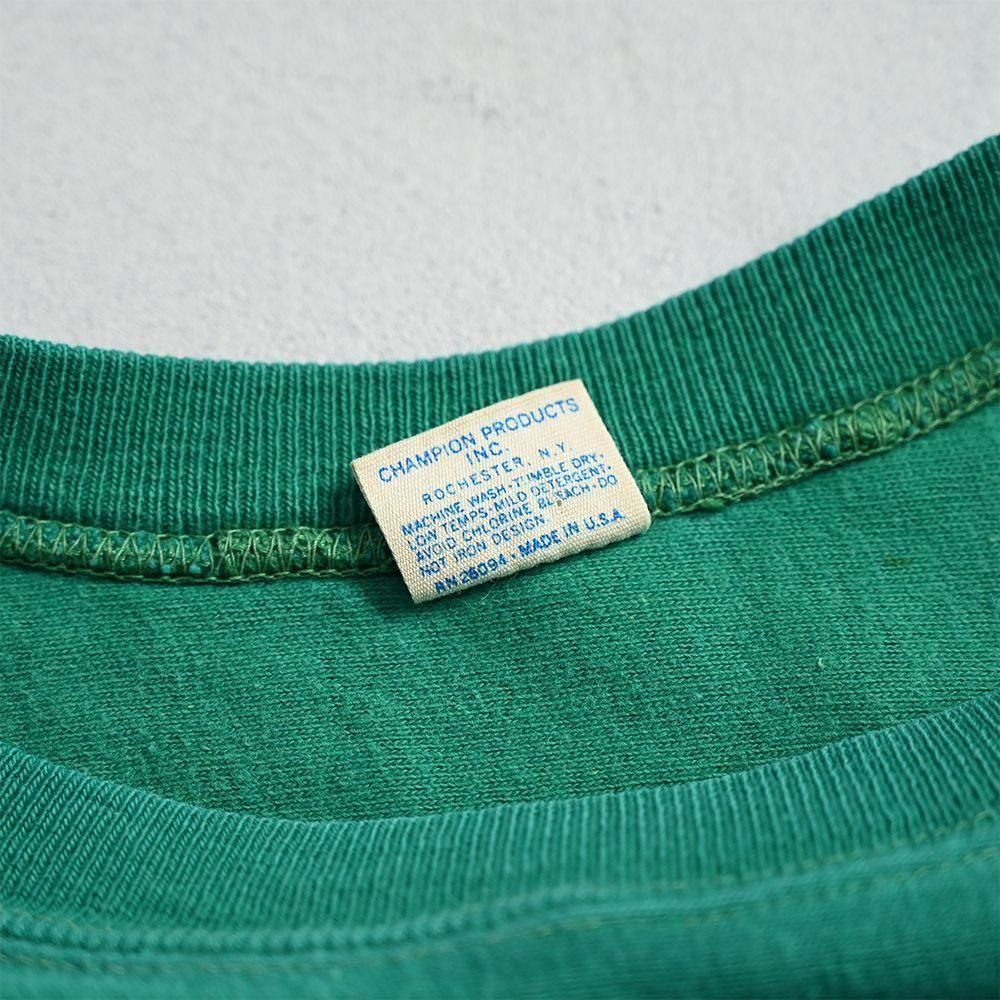 CHAMPION PRODUCTS
INC.
ROCHESTER, N.Y.
MACHINE WASH-TUMBLE DRY.
LOW TEMPS. MILD DETERGENT.
AVOID CHLORINE BLEACH-DO
NOT IRON DESIGN
RN 26094 · MADE IN U.S.A.